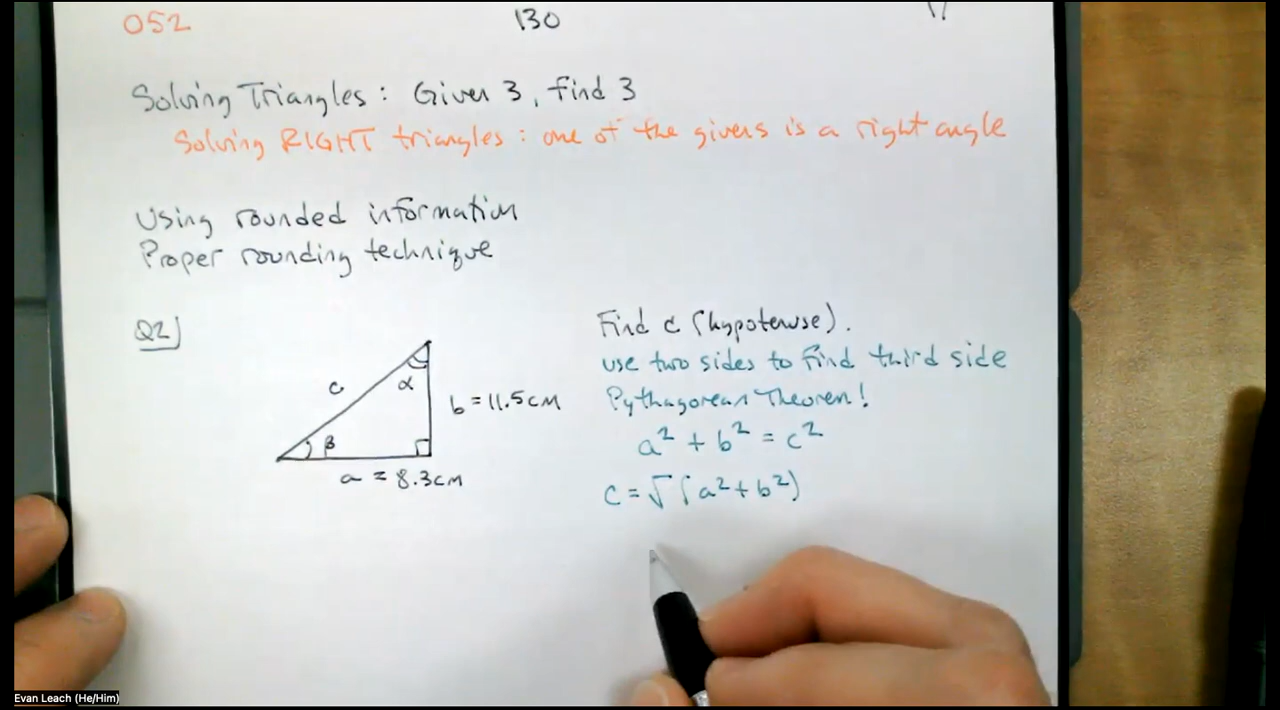 052
130
Solving Triangles: Given 3, find 3
Solving RIGHT triangles: one of the givens is a right angle
Using rounded information
Proper rounding technique
Q2)
Find c (hypotenuse).
use two sides to find third side
Pythagorean Theorem!
a² + b² = c²
c = √(a² + b²)
c
α
b = 11.5cm
β
a = 8.3cm
Evan Leach (He/Him)